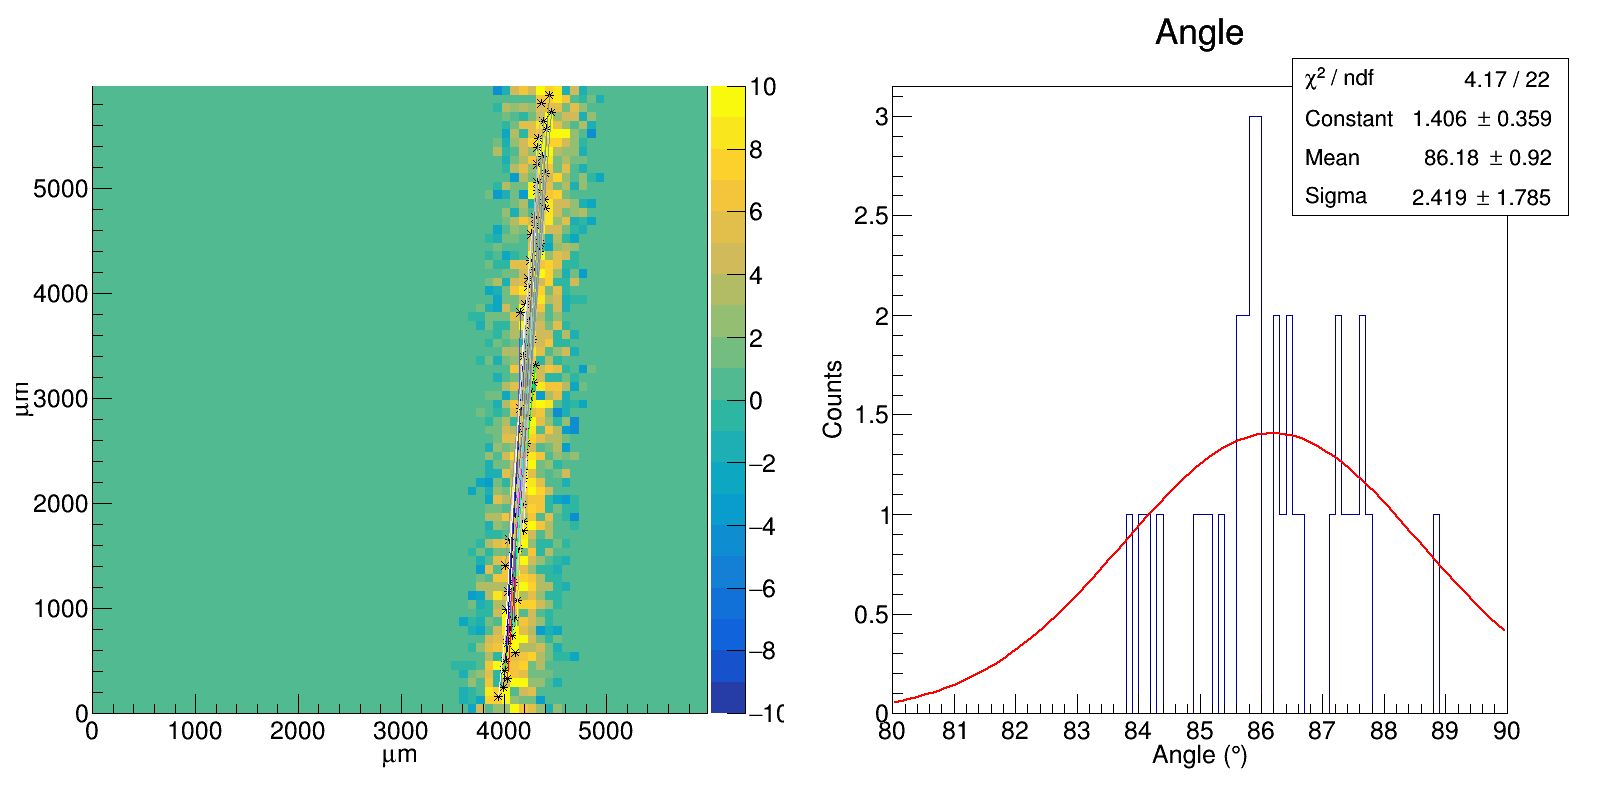 Angle
χ² / ndf 4.17 / 22
Constant 1.406 ± 0.359
Mean 86.18 ± 0.92
Sigma 2.419 ± 1.785
μm
5000
4000
3000
2000
1000
0
0 1000 2000 3000 4000 5000
μm
10
8
6
4
2
0
−2
−4
−6
−8
−10
Counts
3
2.5
2
1.5
1
0.5
0
80 81 82 83 84 85 86 87 88 89 90
Angle (°)